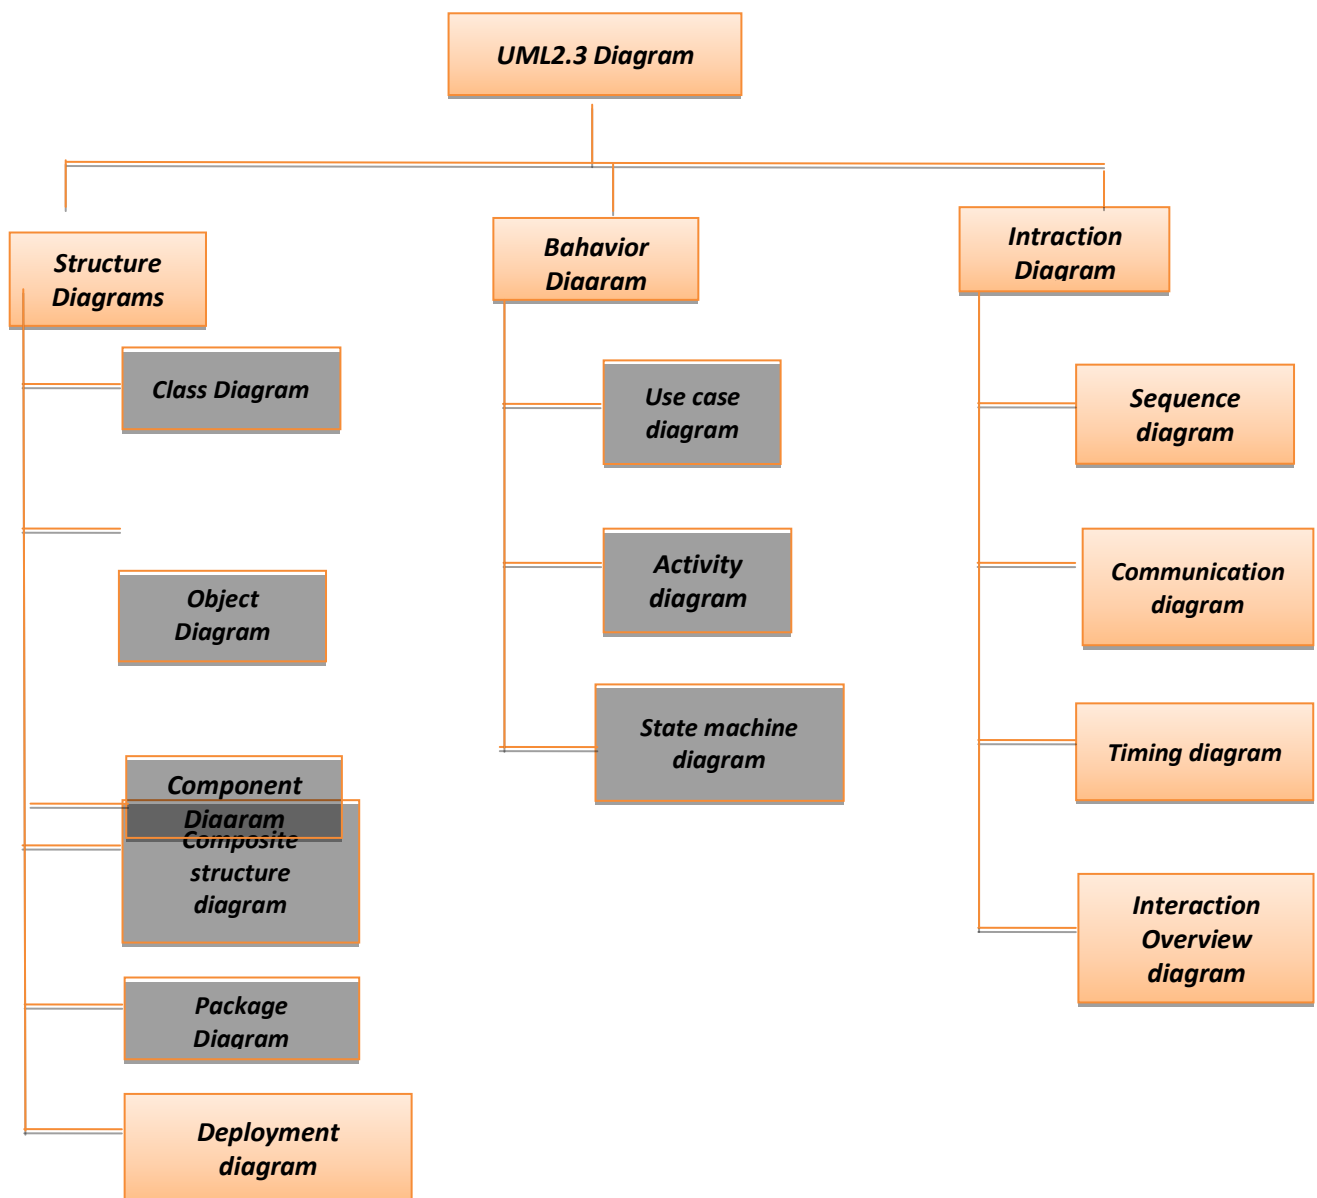 UML2.3 Diagram
Structure
Diagrams
Class Diagram
Object
Diagram
Component
Diagram
Composite
structure
diagram
Package
Diagram
Deployment
diagram
Bahavior
Diagram
Use case
diagram
Activity
diagram
State machine
diagram
Intraction
Diagram
Sequence
diagram
Communication
diagram
Timing diagram
Interaction
Overview
diagram